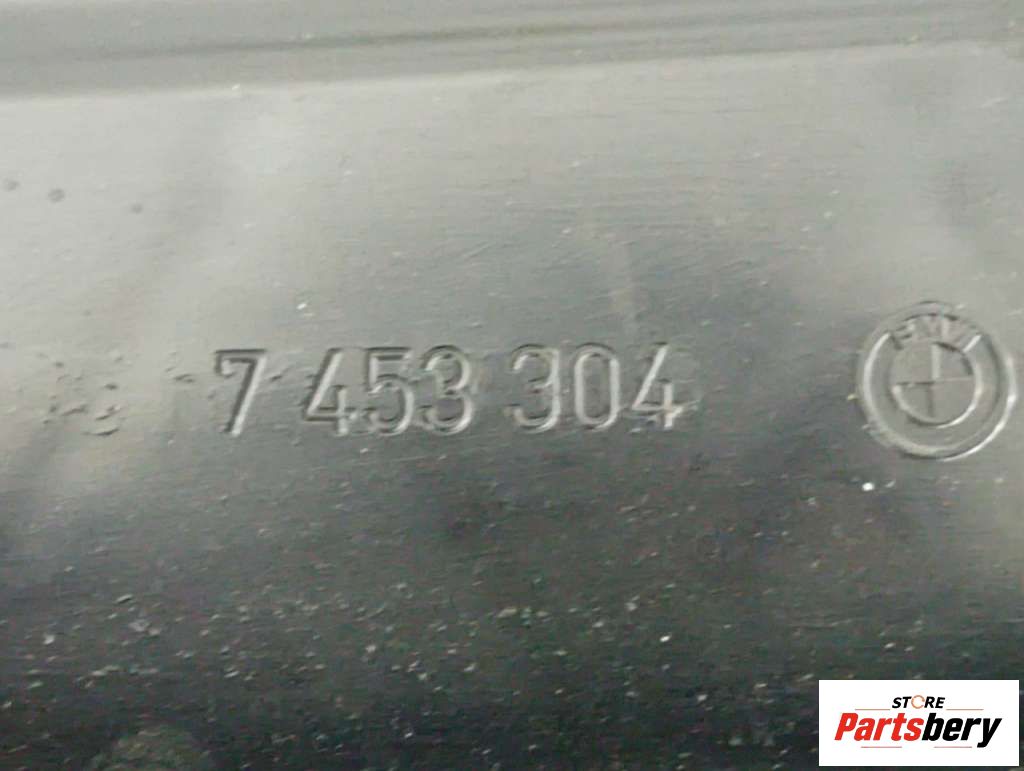 7 453 304
BMW
STORE
Partsbery